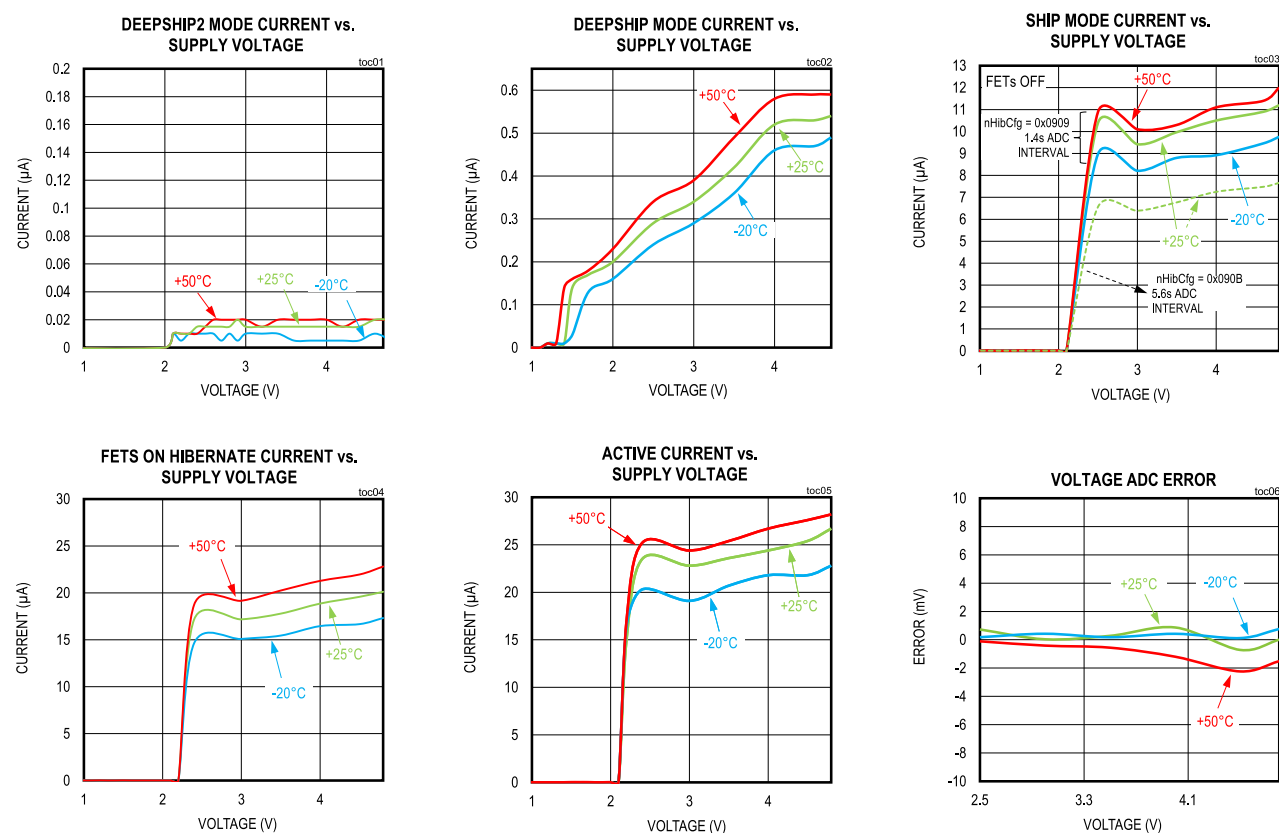 DEEPSHIP2 MODE CURRENT vs.
SUPPLY VOLTAGE
toc01
CURRENT (µA)
0.2
0.18
0.16
0.14
0.12
0.1
0.08
0.06
0.04
0.02
0
+50°C
+25°C
-20°C
1
2
3
4
VOLTAGE (V)
DEEPSHIP MODE CURRENT vs.
SUPPLY VOLTAGE
toc02
CURRENT (µA)
0.6
0.5
0.4
0.3
0.2
0.1
0.0
+50°C
+25°C
-20°C
1
2
3
4
VOLTAGE (V)
SHIP MODE CURRENT vs.
SUPPLY VOLTAGE
toc03
CURRENT (µA)
13
12
11
10
9
8
7
6
5
4
3
2
1
0
FETs OFF
+50°C
nHibCfg = 0x0909
1.4s ADC
INTERVAL
-20°C
+25°C
nHibCfg = 0x090B
5.6s ADC
INTERVAL
1
2
3
4
VOLTAGE (V)
FETS ON HIBERNATE CURRENT vs.
SUPPLY VOLTAGE
toc04
CURRENT (µA)
30
25
20
15
10
5
0
+50°C
+25°C
-20°C
1
2
3
4
VOLTAGE (V)
ACTIVE CURRENT vs.
SUPPLY VOLTAGE
toc05
CURRENT (µA)
30
25
20
15
10
5
0
+50°C
+25°C
-20°C
1
2
3
4
VOLTAGE (V)
VOLTAGE ADC ERROR
toc06
ERROR (mV)
10
8
6
4
2
0
-2
-4
-6
-8
-10
+25°C
-20°C
+50°C
2.5
3.3
4.1
VOLTAGE (V)